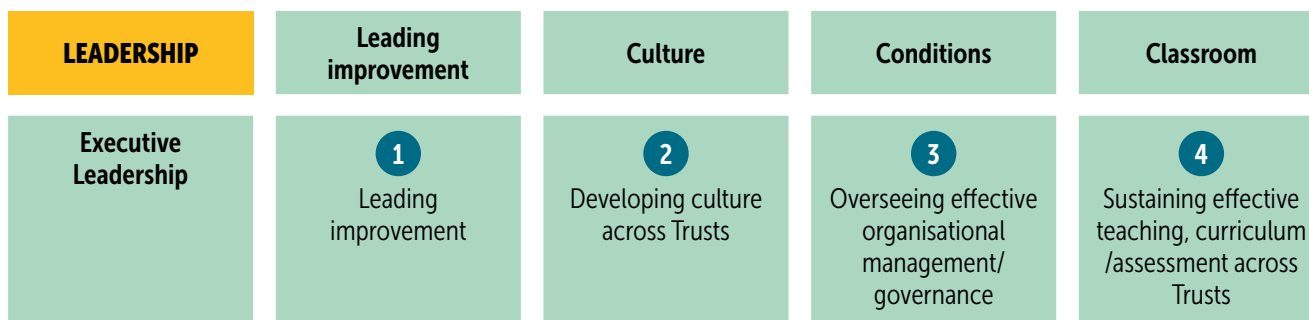 LEADERSHIP
Leading
improvement
Culture
Conditions
Classroom
Executive
Leadership
1
Leading
improvement
2
Developing culture
across Trusts
3
Overseeing effective
organisational
management/
governance
4
Sustaining effective
teaching, curriculum
/assessment across
Trusts